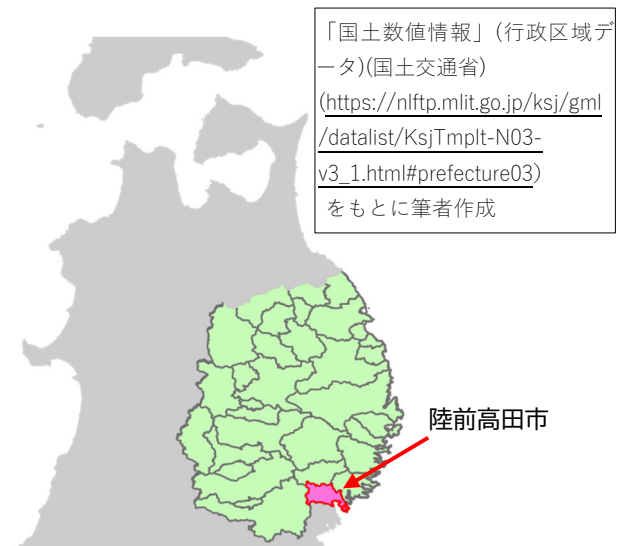 「国土数値情報」(行政区域デ
ータ)(国土交通省)
(https://nlftp.mlit.go.jp/ksj/gml
/datalist/KsjTmplt-N03-
v3_1.html#prefecture03)
をもとに筆者作成
陸前高田市